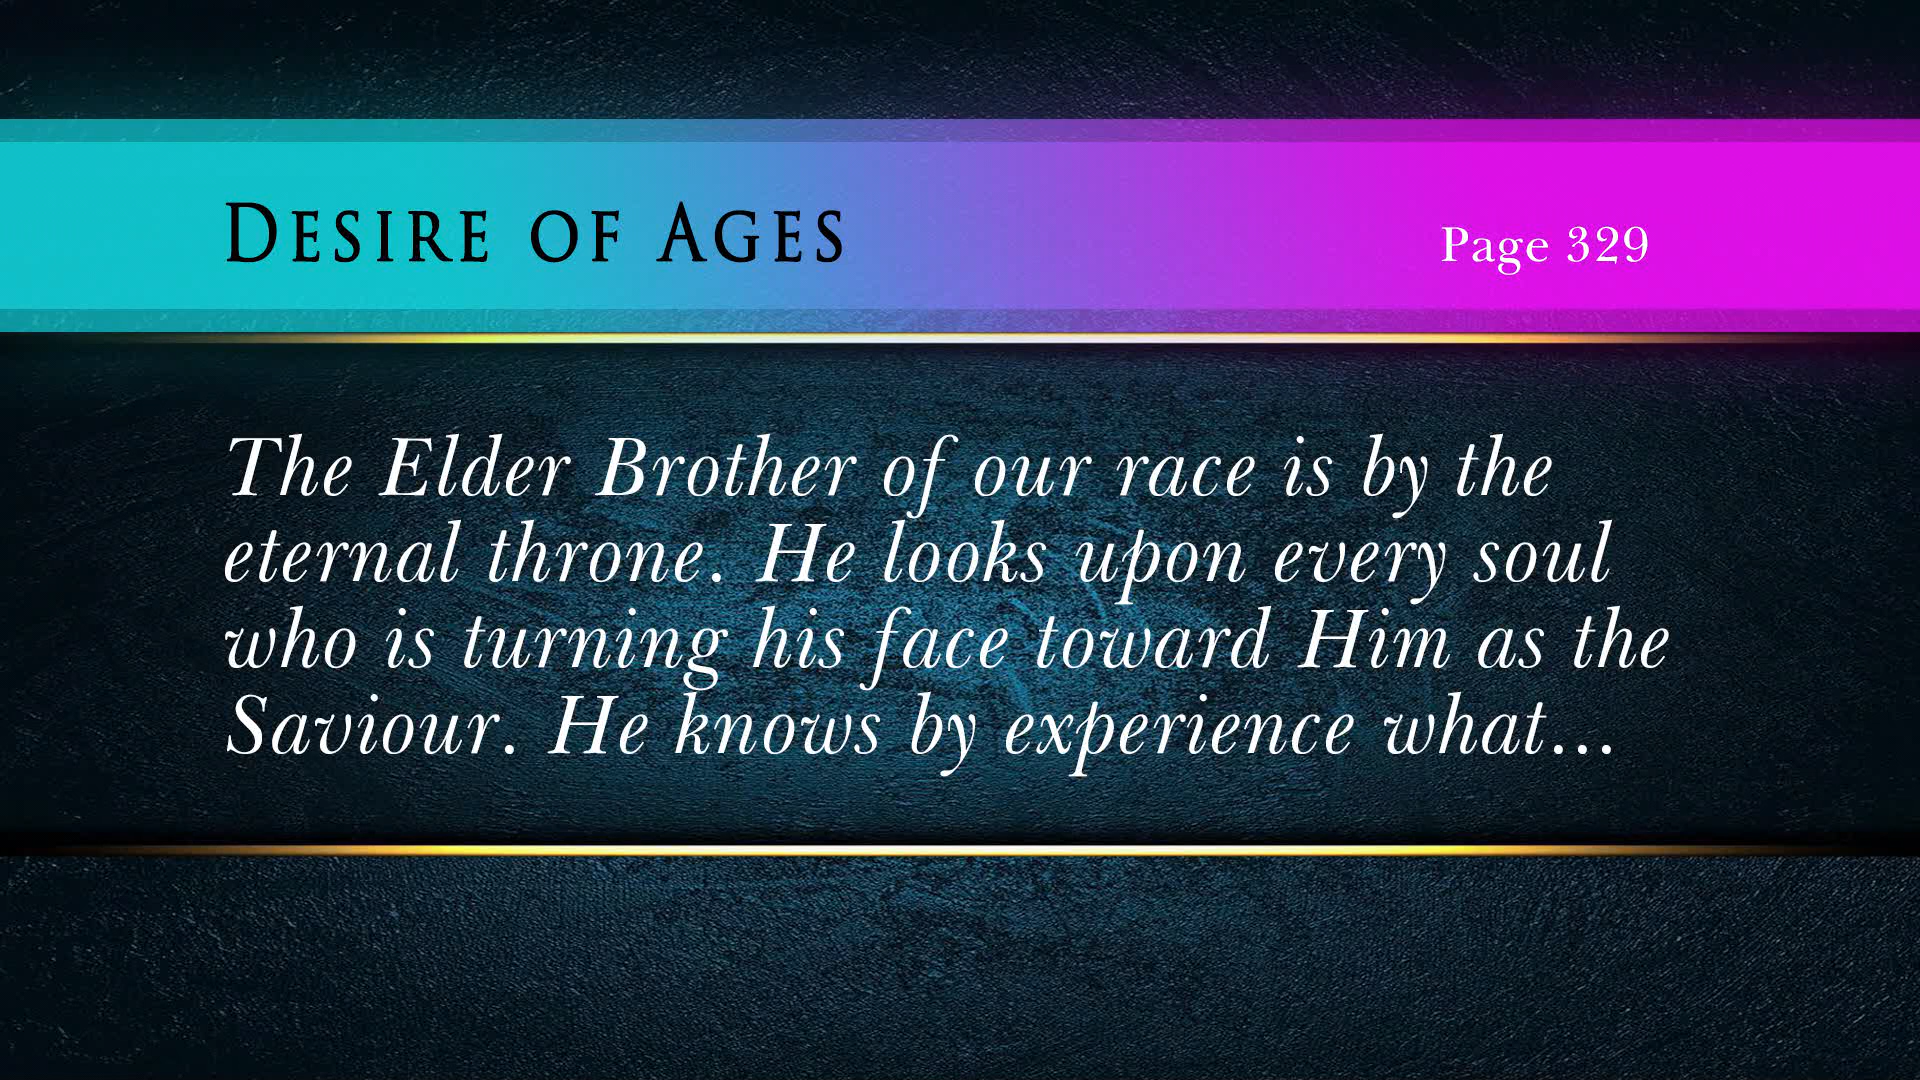 Desire of Ages
Page 329
The Elder Brother of our race is by the
eternal throne. He looks upon every soul
who is turning his face toward Him as the
Saviour. He knows by experience what...